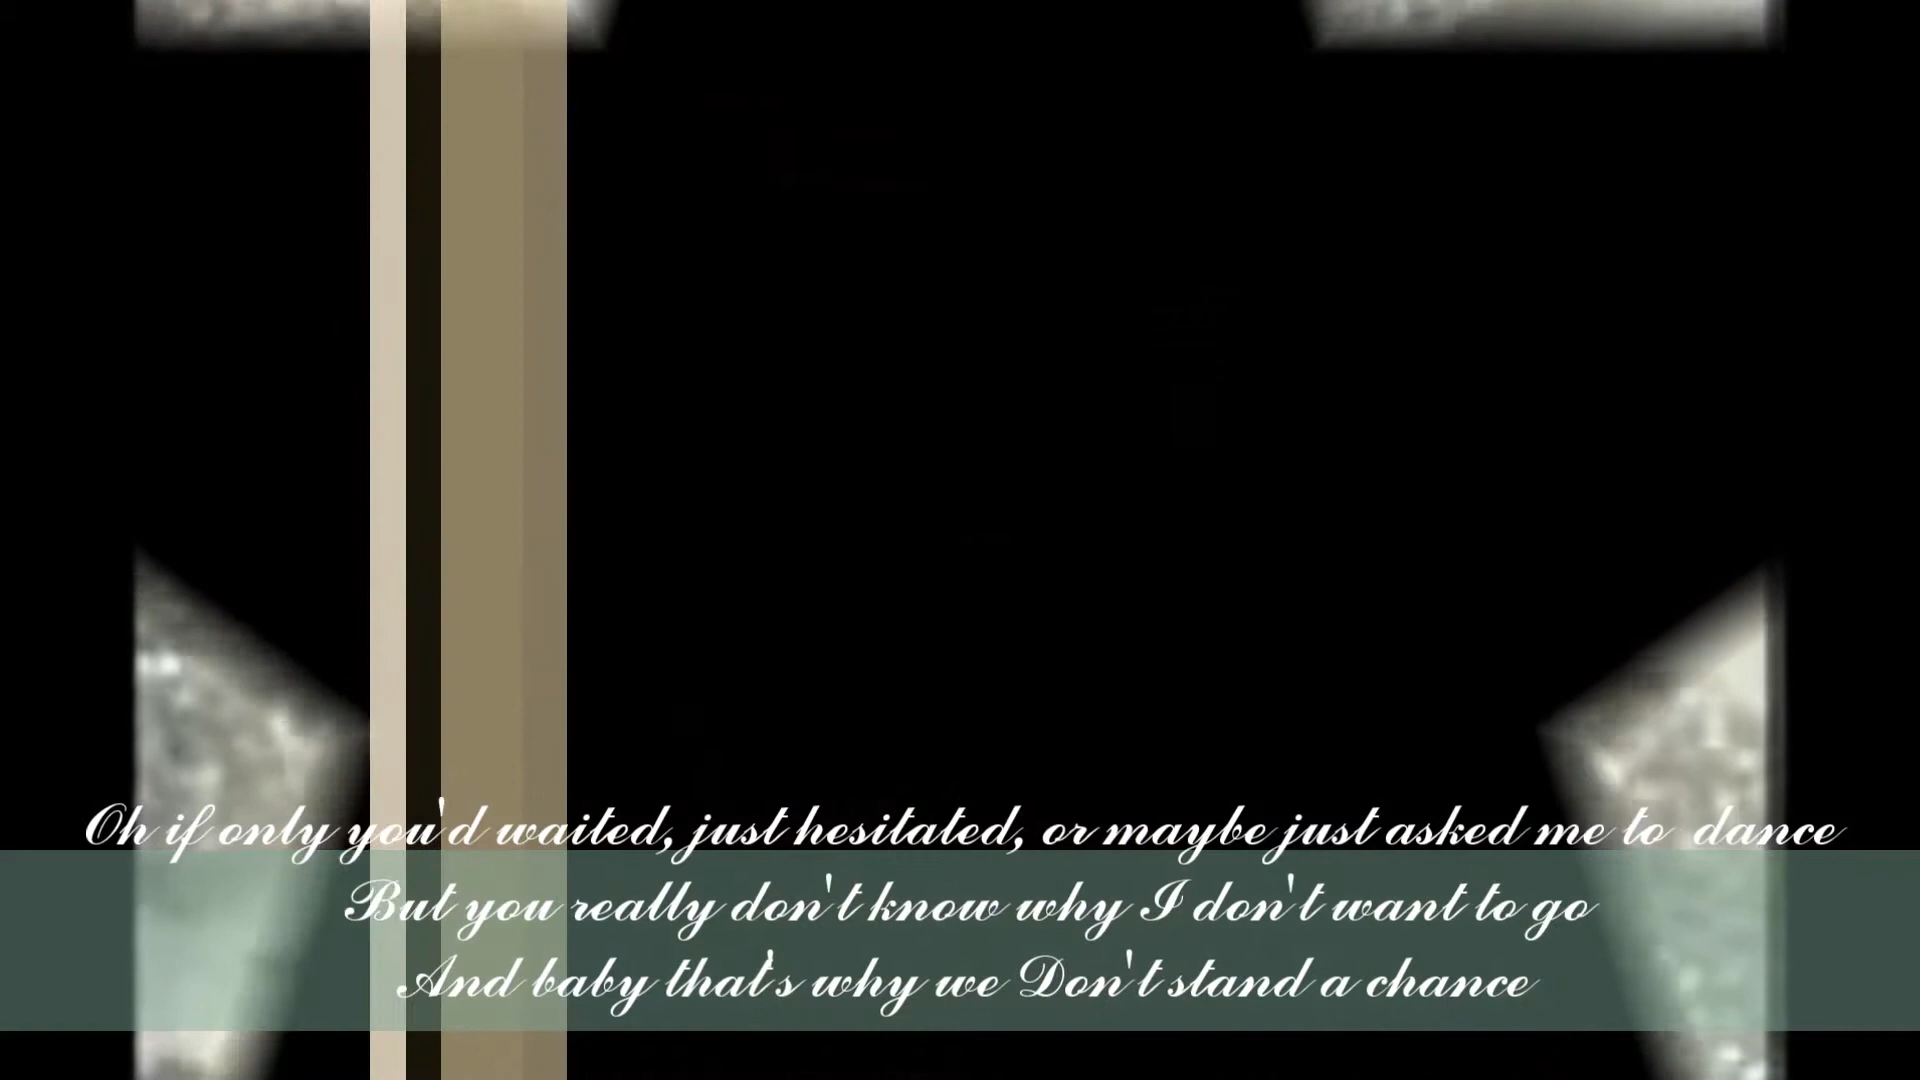 Oh if only you'd waited, just hesitated, or maybe just asked me to dance
But you really don't know why I don't want to go
And baby that's why we Don't stand a chance